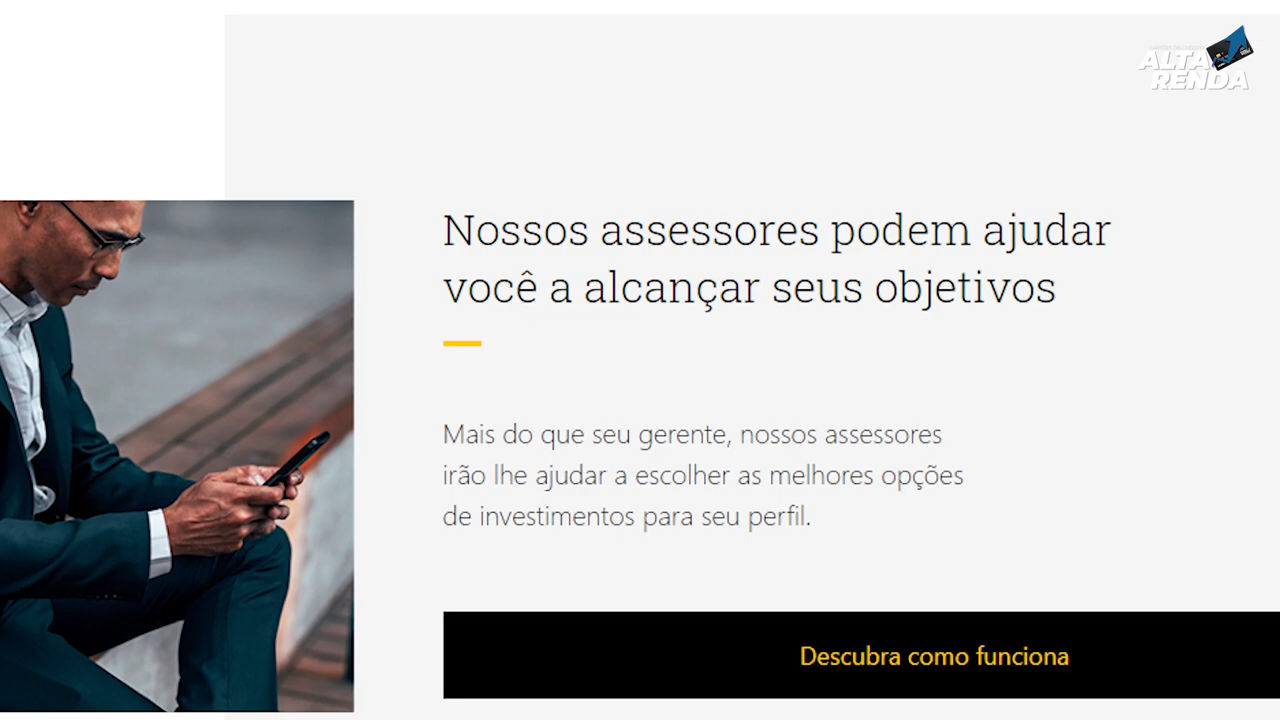 ALTA
RENDA
Nossos assessores podem ajudar
você a alcançar seus objetivos
Mais do que seu gerente, nossos assessores
irão lhe ajudar a escolher as melhores opções
de investimentos para seu perfil.
Descubra como funciona